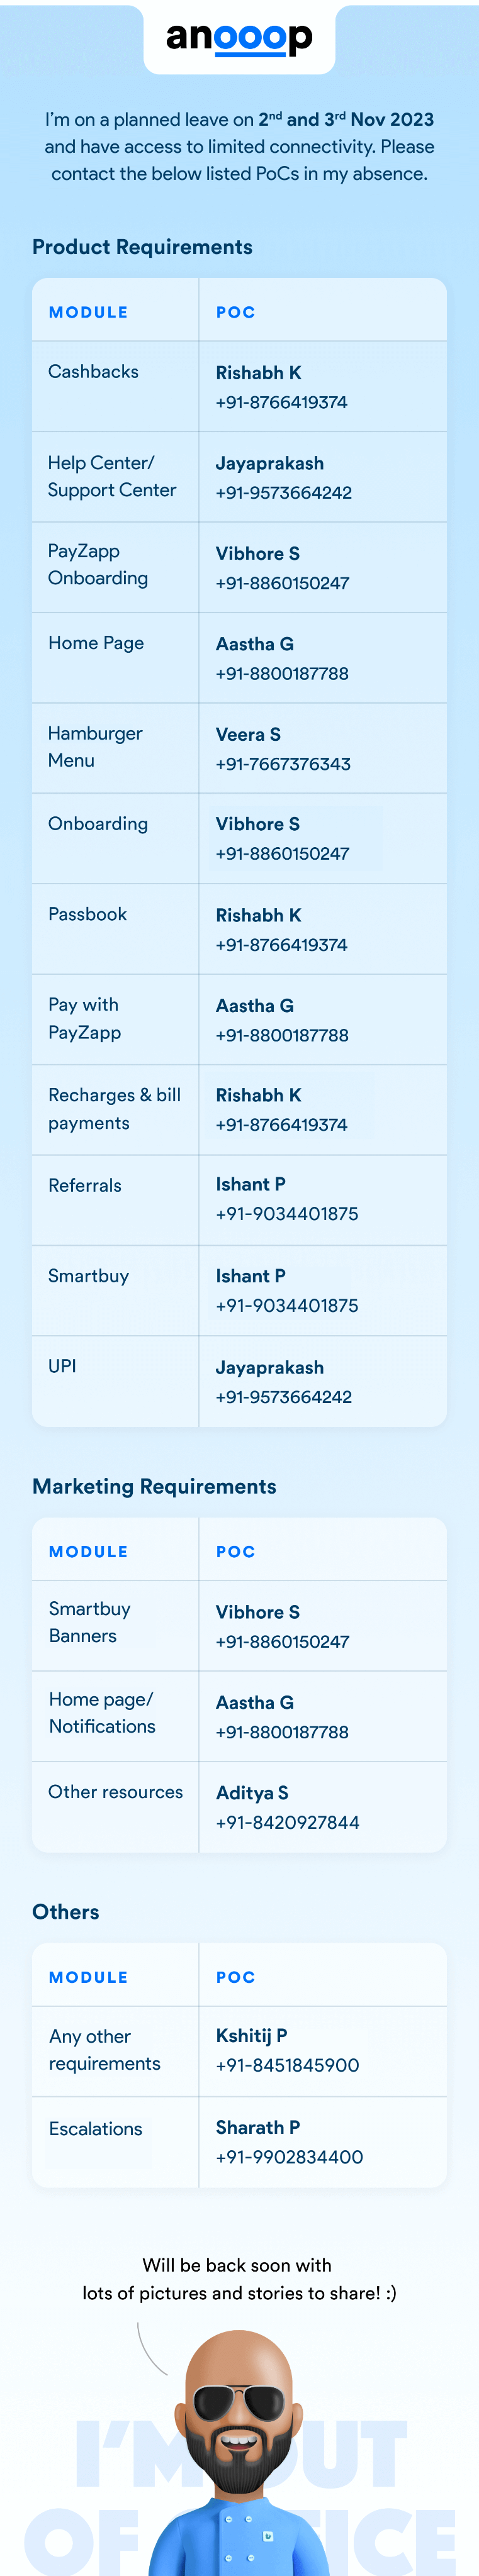 anooop
I'm on a planned leave on 2nd and 3rd Nov 2023
and have access to limited connectivity. Please
contact the below listed PoCs in my absence.
Product Requirements
MODULE POC
Cashbacks Rishabh K
+91-8766419374
Help Center/ Jayaprakash
Support Center +91-9573664242
PayZapp Vibhore S
Onboarding +91-8860150247
Home Page Aastha G
+91-8800187788
Hamburger Veera S
Menu +91-7667376343
Onboarding Vibhore S
+91-8860150247
Passbook Rishabh K
+91-8766419374
Pay with Aastha G
PayZapp +91-8800187788
Recharges & bill Rishabh K
payments +91-8766419374
Referrals Ishant P
+91-9034401875
Smartbuy Ishant P
+91-9034401875
UPI Jayaprakash
+91-9573664242
Marketing Requirements
MODULE POC
Smartbuy Vibhore S
Banners +91-8860150247
Home page/ Aastha G
Notifications +91-8800187788
Other resources Aditya S
+91-8420927844
Others
MODULE POC
Any other Kshitij P
requirements +91-8451845900
Escalations Sharath P
+91-9902834400
Will be back soon with
lots of pictures and stories to share! :)
I'M OUT
OF OFFICE